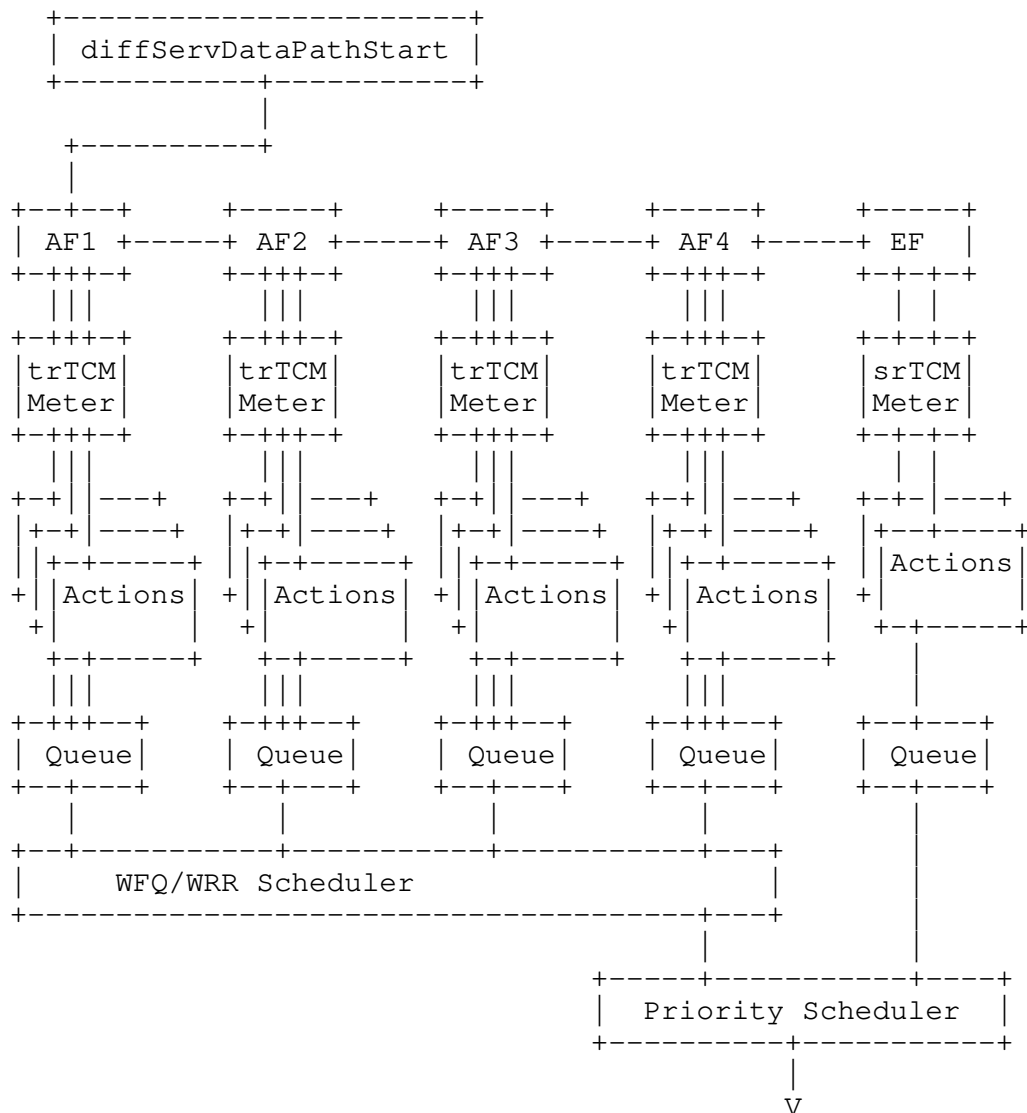 diffServDataPathStart
AF1 AF2 AF3 AF4 EF
trTCM trTCM trTCM trTCM srTCM
Meter Meter Meter Meter Meter
Actions
Actions Actions Actions Actions
Queue Queue Queue Queue Queue
WFQ/WRR Scheduler
Priority Scheduler
V